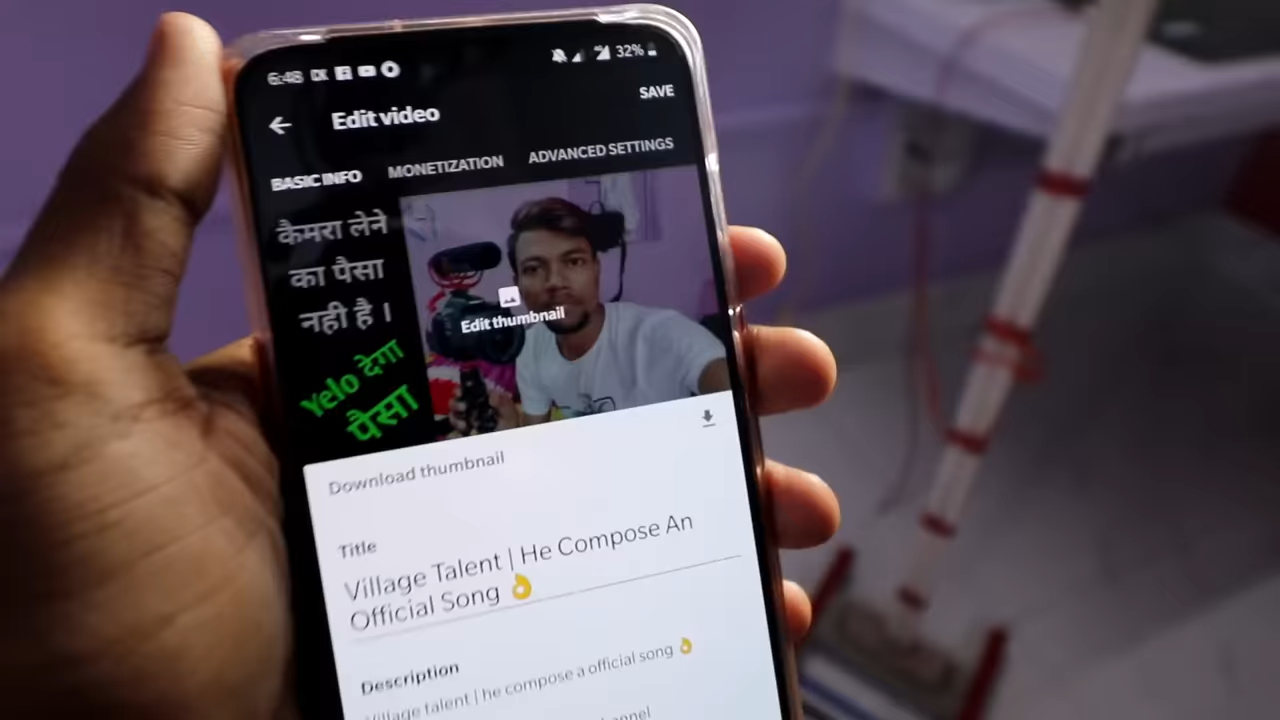 6:48
32%
Edit video
SAVE
BASIC INFO
MONETIZATION
ADVANCED SETTINGS
कैमरा लेने
का पैसा
नही है ।
Yelo देगा
पैसा
Edit thumbnail
Download thumbnail
Title
Village Talent | He Compose An
Official Song 👌
Description
Village talent | he compose a official song 👌